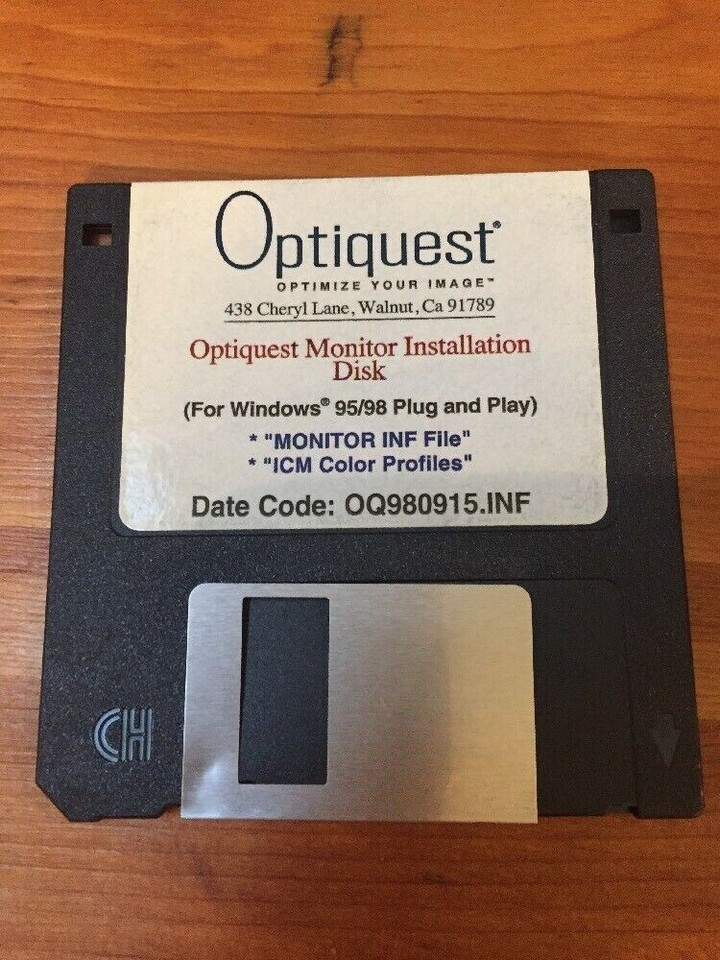 Optiquest®
OPTIMIZE YOUR IMAGE™
438 Cheryl Lane, Walnut, Ca 91789
Optiquest Monitor Installation
Disk
(For Windows® 95/98 Plug and Play)
* "MONITOR INF File"
* "ICM Color Profiles"
Date Code: OQ980915.INF
CH